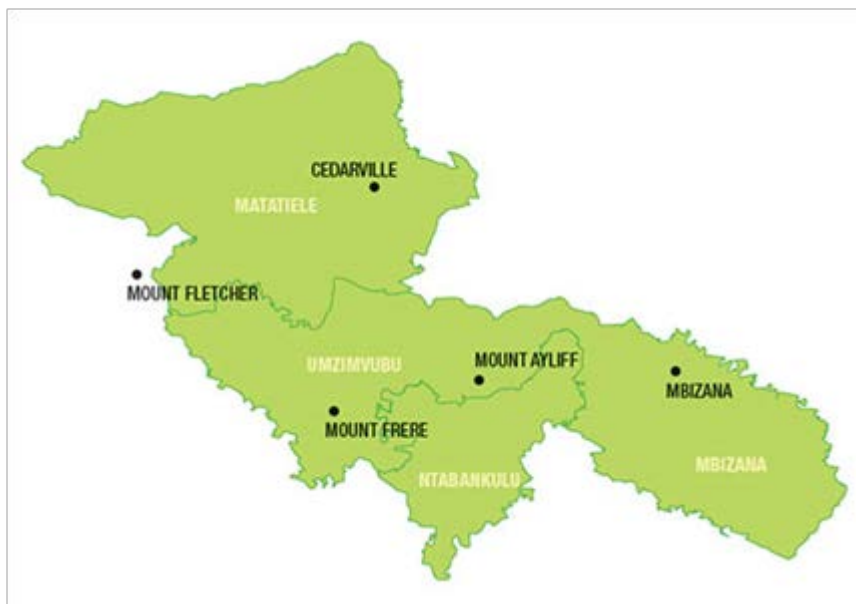 CEDARVILLE
MATATIELE
MOUNT FLETCHER
MOUNT AYLIFF
UMZIMVUBU
MBIZANA
MOUNT FRERE
MBIZANA
NTABANKULU